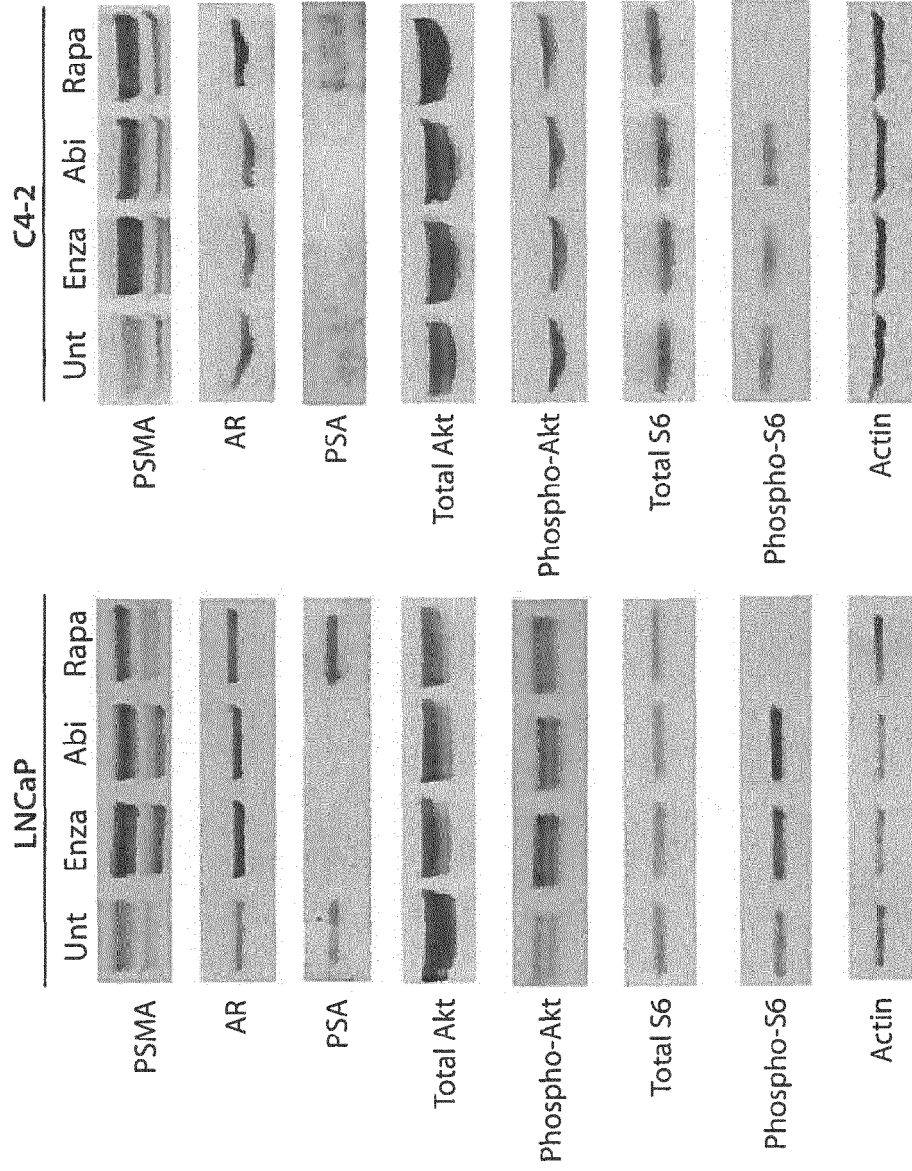 LNCaP
Unt Enza Abi Rapa
PSMA
AR
PSA
Total Akt
Phospho-Akt
Total S6
Phospho-S6
Actin
C4-2
Unt Enza Abi Rapa
PSMA
AR
PSA
Total Akt
Phospho-Akt
Total S6
Phospho-S6
Actin